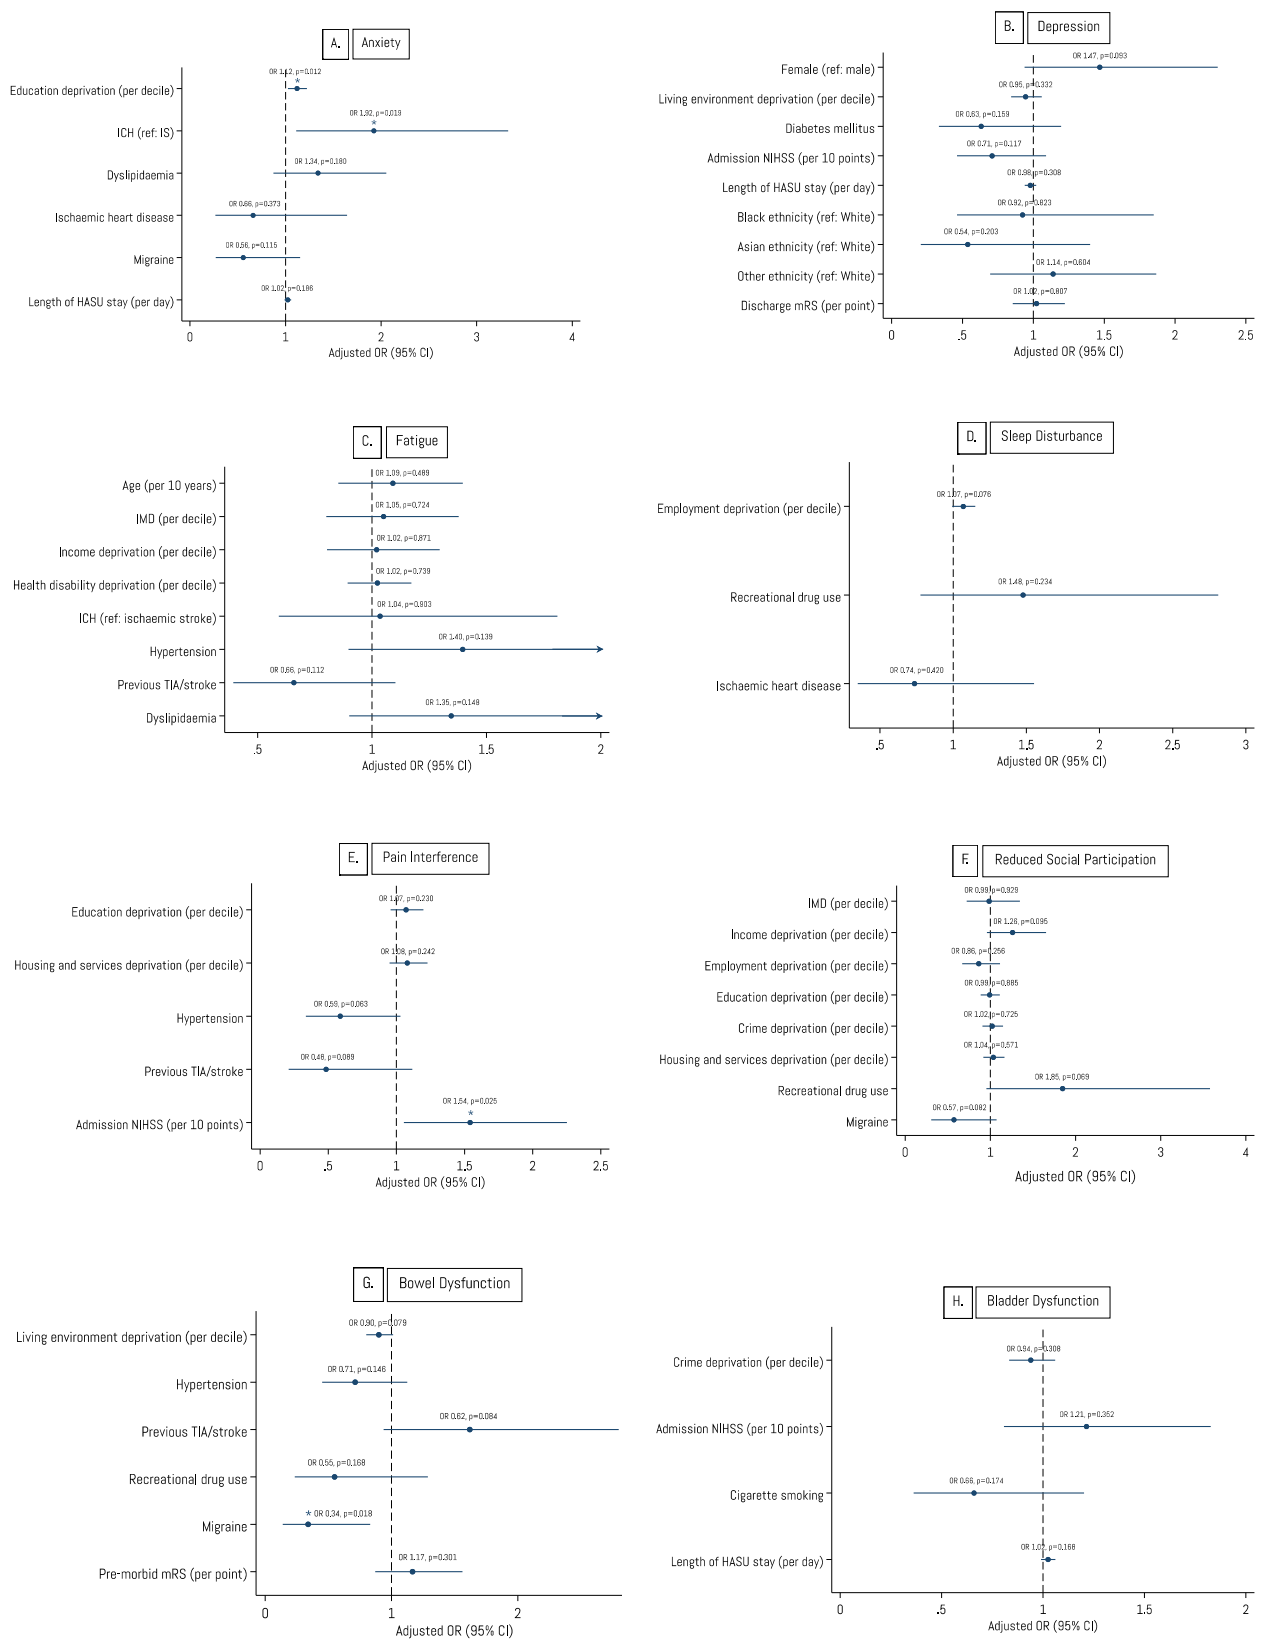 A. Anxiety
OR 1.12, p=0.012
*
Education deprivation (per decile)
OR 1.92, p=0.019
*
ICH (ref: IS)
OR 1.34, p=0.180
Dyslipidaemia
OR 0.66, p=0.373
Ischaemic heart disease
OR 0.56, p=0.115
Migraine
OR 1.02, p=0.186
Length of HASU stay (per day)
0 1 2 3 4
Adjusted OR (95% CI)
B. Depression
OR 1.47, p=0.093
Female (ref: male)
OR 0.95, p=0.332
Living environment deprivation (per decile)
OR 0.63, p=0.159
Diabetes mellitus
OR 0.71, p=0.117
Admission NIHSS (per 10 points)
OR 0.98, p=0.308
Length of HASU stay (per day)
OR 0.92, p=0.823
Black ethnicity (ref: White)
OR 0.54, p=0.203
Asian ethnicity (ref: White)
OR 1.14, p=0.604
Other ethnicity (ref: White)
OR 1.02, p=0.807
Discharge mRS (per point)
0 .5 1 1.5 2 2.5
Adjusted OR (95% CI)
C. Fatigue
OR 1.09, p=0.489
Age (per 10 years)
OR 1.05, p=0.724
IMD (per decile)
OR 1.02, p=0.871
Income deprivation (per decile)
OR 1.02, p=0.739
Health disability deprivation (per decile)
OR 1.04, p=0.903
ICH (ref: ischaemic stroke)
OR 1.40, p=0.139
Hypertension
OR 0.66, p=0.112
Previous TIA/stroke
OR 1.35, p=0.148
Dyslipidaemia
.5 1 1.5 2
Adjusted OR (95% CI)
D. Sleep Disturbance
OR 1.07, p=0.076
Employment deprivation (per decile)
OR 1.48, p=0.234
Recreational drug use
OR 0.74, p=0.420
Ischaemic heart disease
.5 1 1.5 2 2.5 3
Adjusted OR (95% CI)
E. Pain Interference
OR 1.07, p=0.230
Education deprivation (per decile)
OR 1.08, p=0.242
Housing and services deprivation (per decile)
OR 0.59, p=0.063
Hypertension
OR 0.48, p=0.089
Previous TIA/stroke
OR 1.54, p=0.025
*
Admission NIHSS (per 10 points)
0 .5 1 1.5 2 2.5
Adjusted OR (95% CI)
F. Reduced Social Participation
OR 0.99, p=0.929
IMD (per decile)
OR 1.26, p=0.095
Income deprivation (per decile)
OR 0.86, p=0.256
Employment deprivation (per decile)
OR 0.99, p=0.885
Education deprivation (per decile)
OR 1.02, p=0.725
Crime deprivation (per decile)
OR 1.04, p=0.571
Housing and services deprivation (per decile)
OR 1.85, p=0.069
Recreational drug use
OR 0.57, p=0.082
Migraine
0 1 2 3 4
Adjusted OR (95% CI)
G. Bowel Dysfunction
OR 0.90, p=0.079
Living environment deprivation (per decile)
OR 0.71, p=0.146
Hypertension
OR 0.62, p=0.084
Previous TIA/stroke
OR 0.55, p=0.168
Recreational drug use
* OR 0.34, p=0.018
Migraine
OR 1.17, p=0.301
Pre-morbid mRS (per point)
0 1 2
Adjusted OR (95% CI)
H. Bladder Dysfunction
OR 0.94, p=0.308
Crime deprivation (per decile)
OR 1.21, p=0.352
Admission NIHSS (per 10 points)
OR 0.66, p=0.174
Cigarette smoking
OR 1.02, p=0.168
Length of HASU stay (per day)
0 .5 1 1.5 2
Adjusted OR (95% CI)